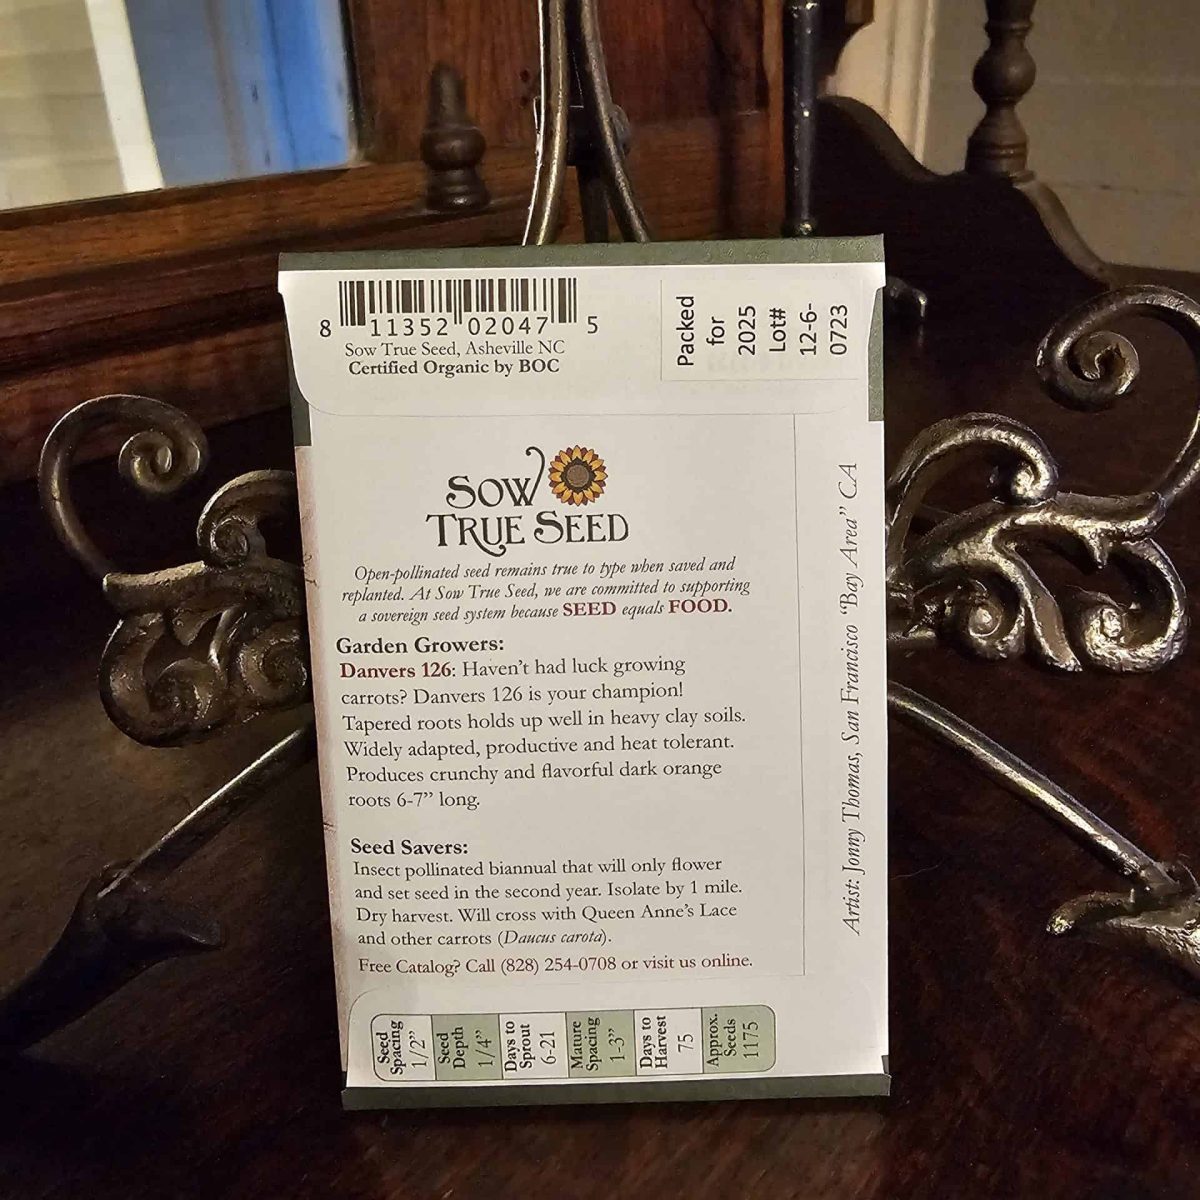 8 11352 02047 5
Sow True Seed, Asheville NC
Certified Organic by BOC
Packed
for
2025
Lot#
12-6-
0723
SOW
TRUE SEED
Open-pollinated seed remains true to type when saved and
replanted. At Sow True Seed, we are committed to supporting
a sovereign seed system because SEED equals FOOD.
Garden Growers:
Danvers 126: Haven't had luck growing
carrots? Danvers 126 is your champion!
Tapered roots holds up well in heavy clay soils.
Widely adapted, productive and heat tolerant.
Produces crunchy and flavorful dark orange
roots 6-7” long.
Seed Savers:
Insect pollinated biannual that will only flower
and set seed in the second year. Isolate by 1 mile.
Dry harvest. Will cross with Queen Anne's Lace
and other carrots (Daucus carota).
Free Catalog? Call (828) 254-0708 or visit us online.
Artist: Jonny Thomas, San Francisco “Bay Area” CA
Seed
Spacing
1/2”
Seed
Depth
1/4”
Days to
Sprout
6-21
Mature
Spacing
1-3”
Days to
Harvest
75
Approx.
Seeds
1175